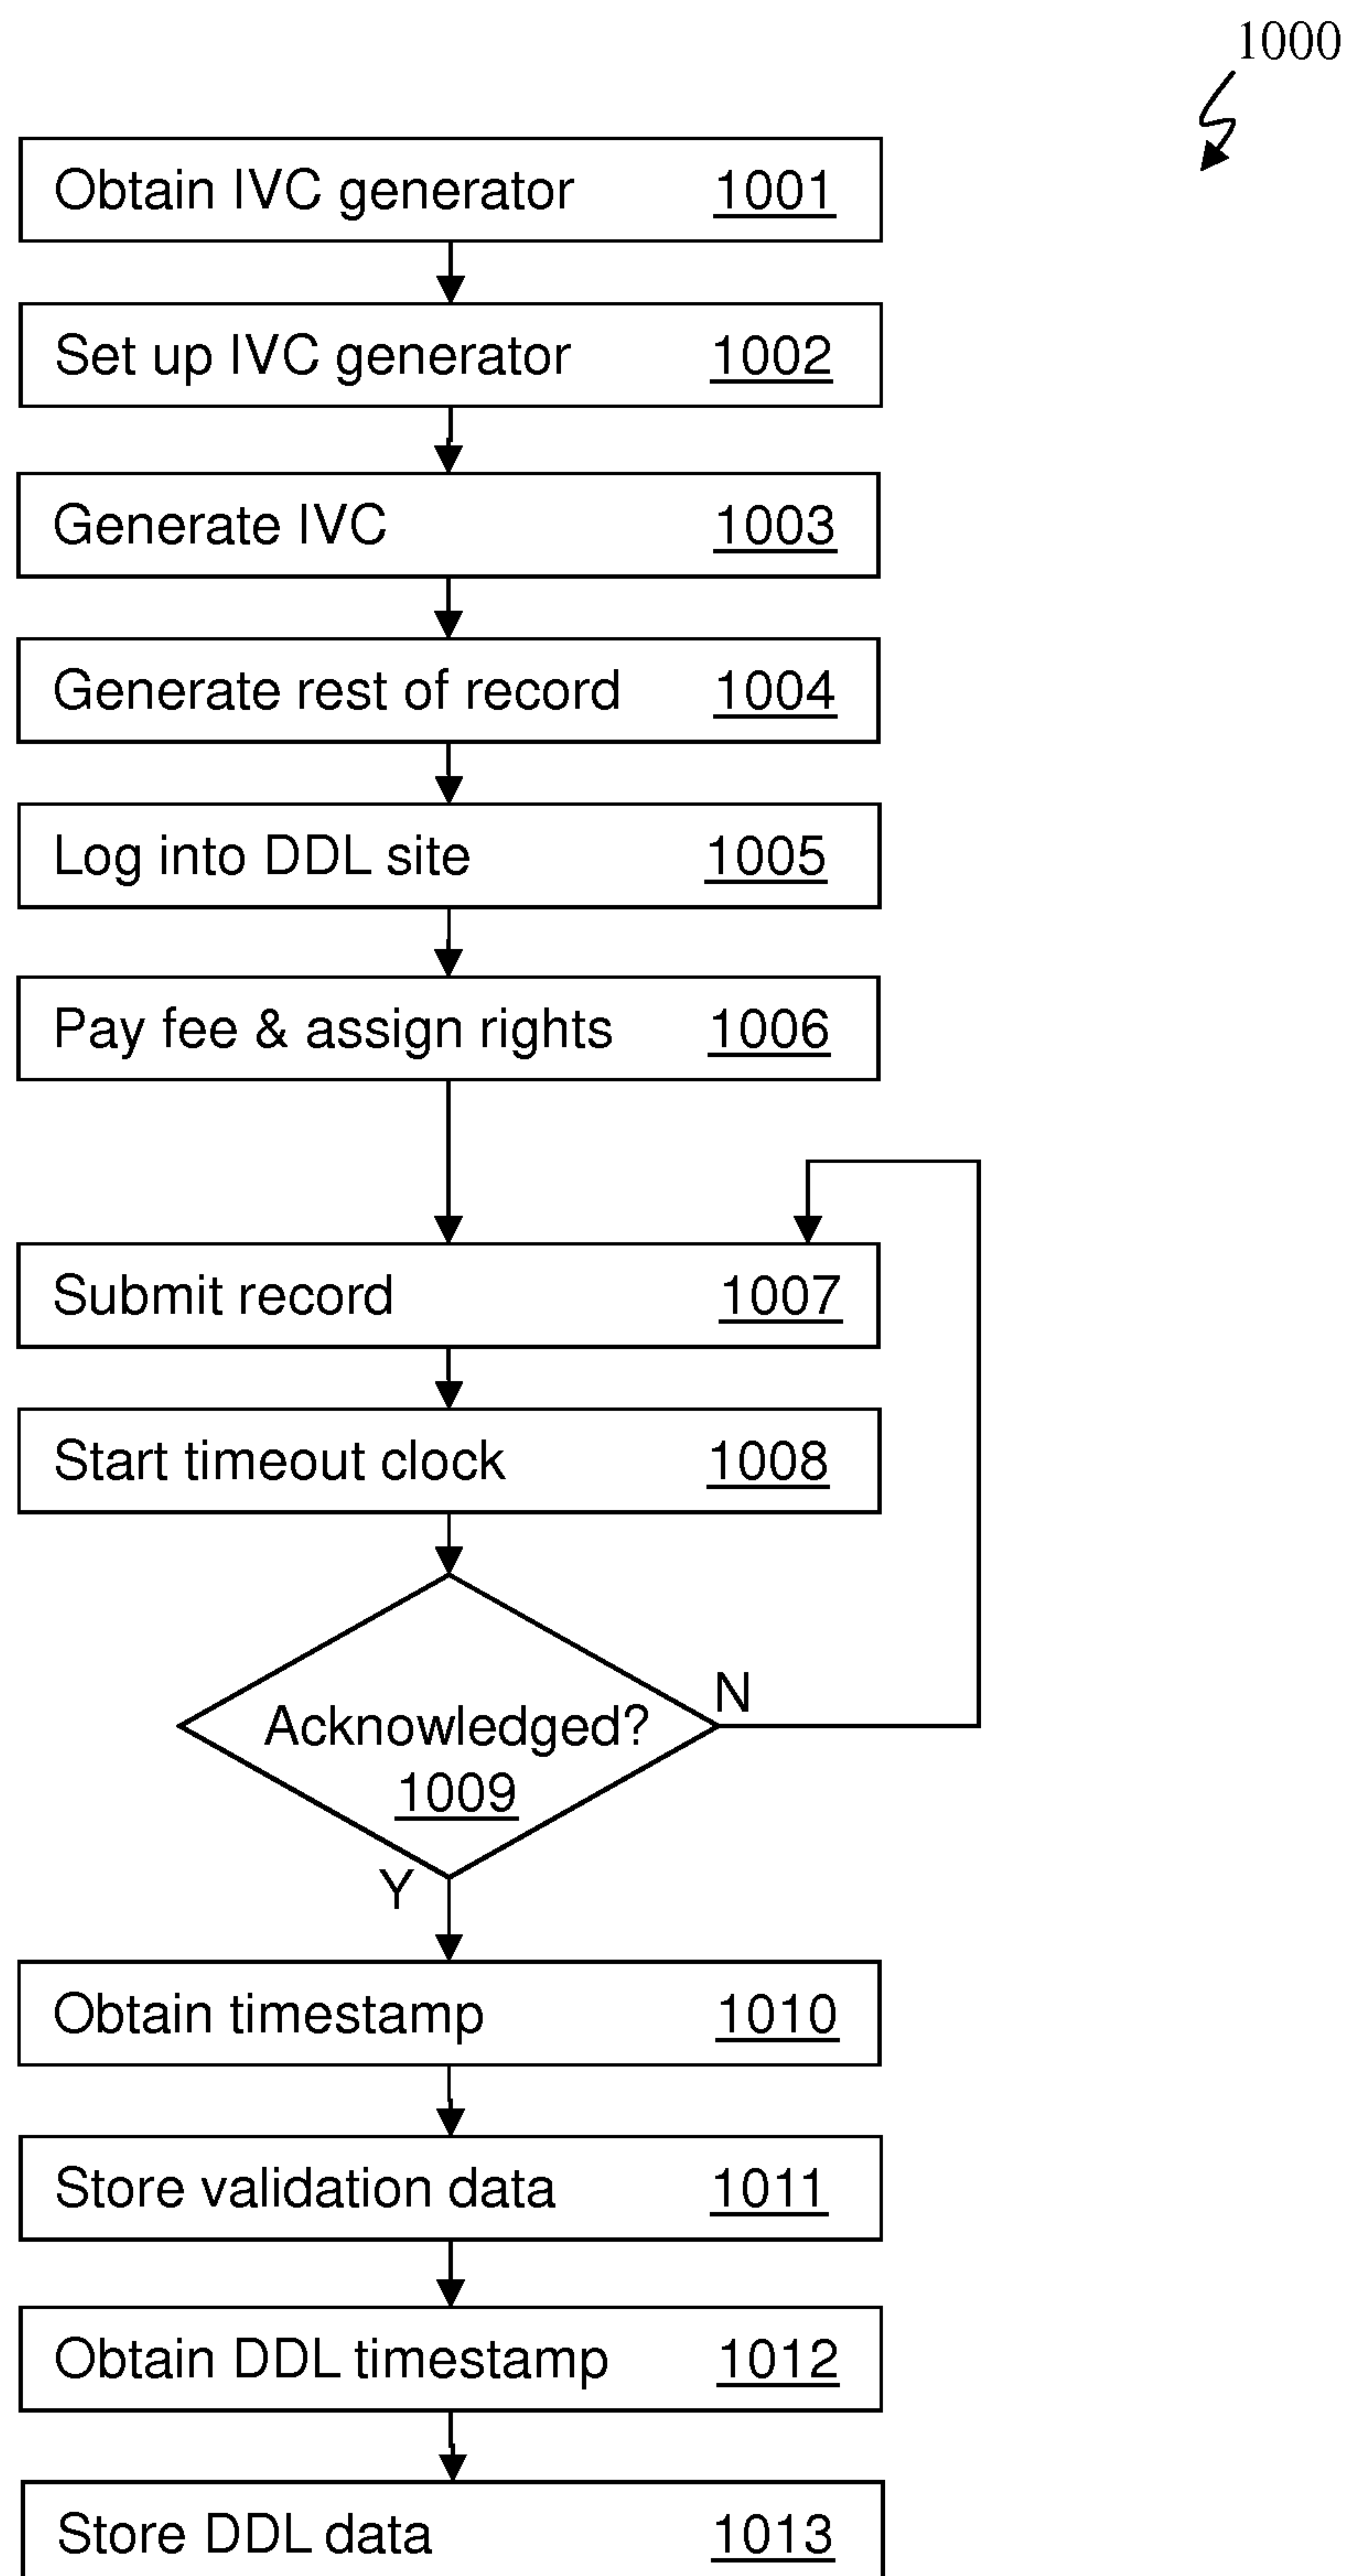 1000
Obtain IVC generator 1001
Set up IVC generator 1002
Generate IVC 1003
Generate rest of record 1004
Log into DDL site 1005
Pay fee & assign rights 1006
Submit record 1007
Start timeout clock 1008
N
Acknowledged?
1009
Y
Obtain timestamp 1010
Store validation data 1011
Obtain DDL timestamp 1012
Store DDL data 1013